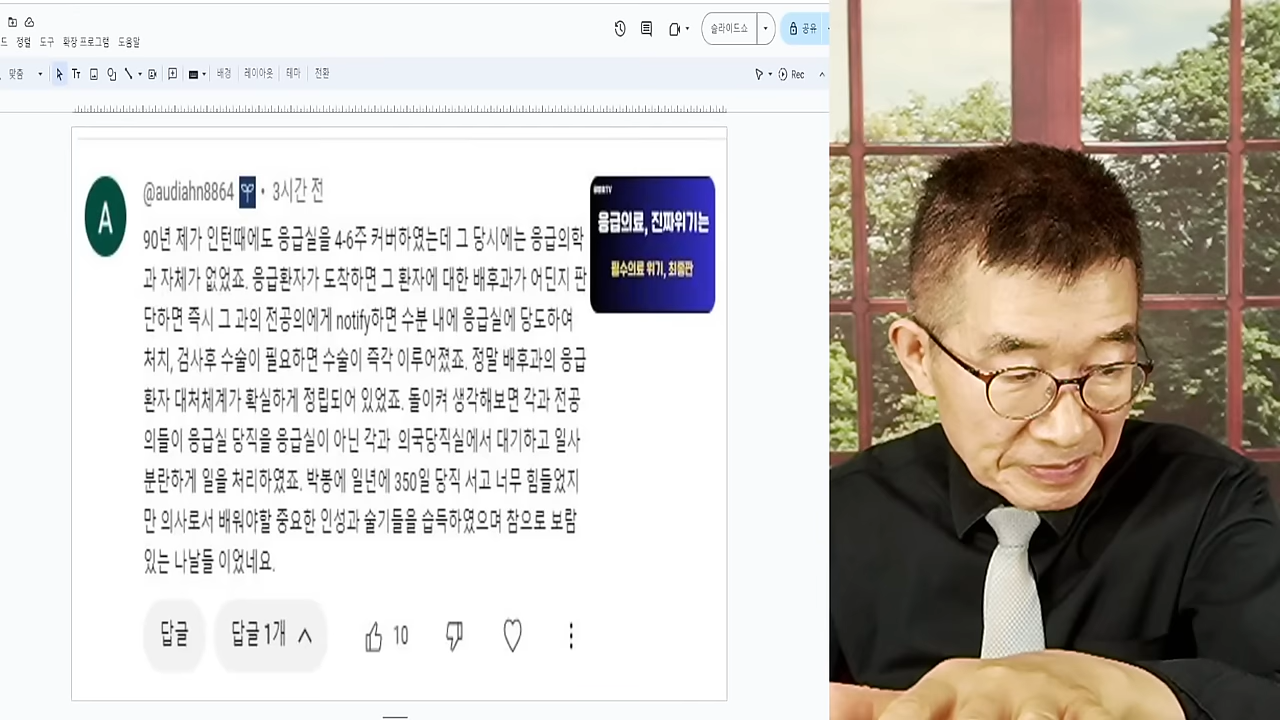 드 정렬 도구 확장 프로그램 도움말
슬라이드쇼
공유
맞춤
Tr
배경 레이아웃 테마 전환
Rec
A
@audiahn8864 • 3시간 전
90년 제가 인턴때에도 응급실을 4-6주 커버하였는데 그 당시에는 응급의학
과 자체가 없었죠. 응급환자가 도착하면 그 환자에 대한 배후과가 어딘지 판
단하면 즉시 그 과의 전공의에게 notify하면 수분 내에 응급실에 당도하여
처치, 검사후 수술이 필요하면 수술이 즉각 이루어졌죠. 정말 배후과의 응급
환자 대처체계가 확실하게 정립되어 있었죠. 돌이켜 생각해보면 각과 전공
의들이 응급실 당직을 응급실이 아닌 각과 의국당직실에서 대기하고 일사
분란하게 일을 처리하였죠. 박봉에 일년에 350일 당직 서고 너무 힘들었지
만 의사로서 배워야할 중요한 인성과 술기들을 습득하였으며 참으로 보람
있는 나날들 이었네요.
응급의료, 진짜위기는
필수의료 위기, 최종판
답글
답글 1개
10